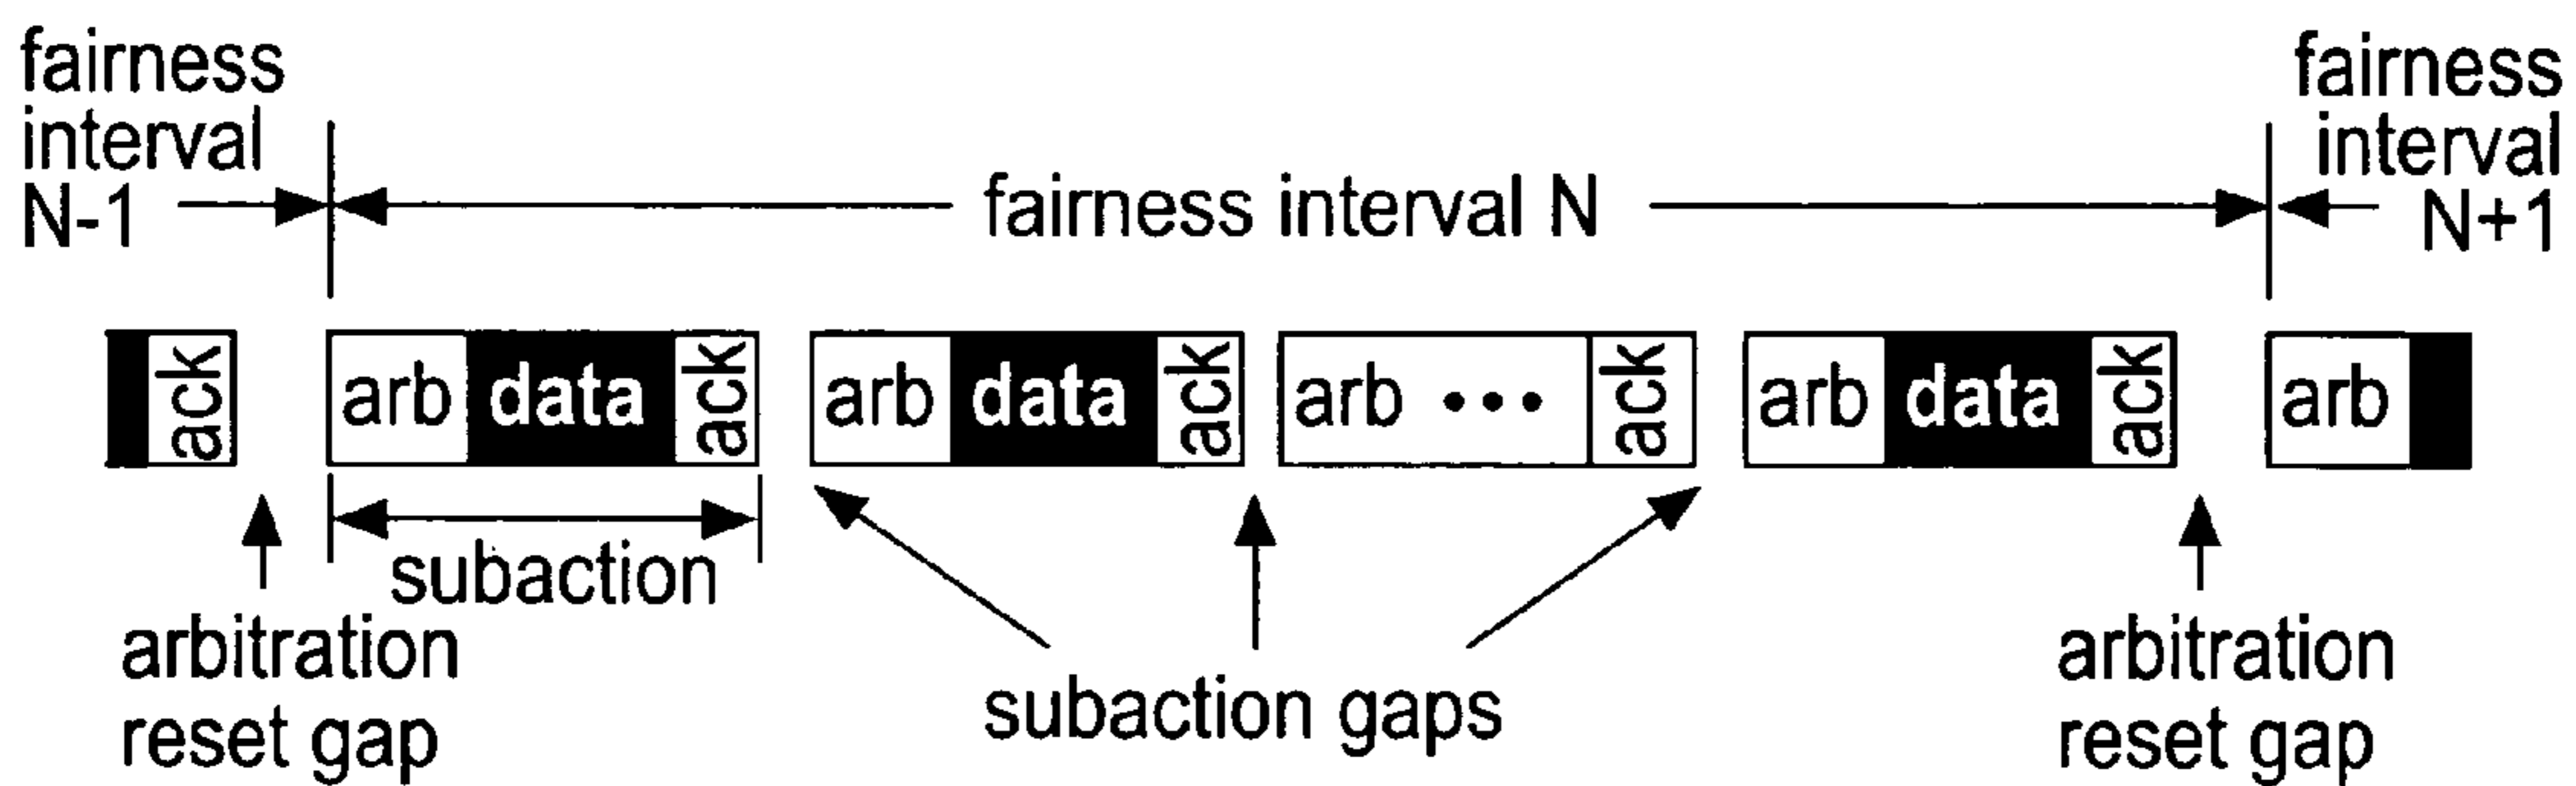 fairness
interval
N-1
fairness interval N
fairness
interval
N+1
ack
arb data ack
arb data ack
arb ••• ack
arb data ack
arb
subaction
arbitration
reset gap
subaction gaps
arbitration
reset gap